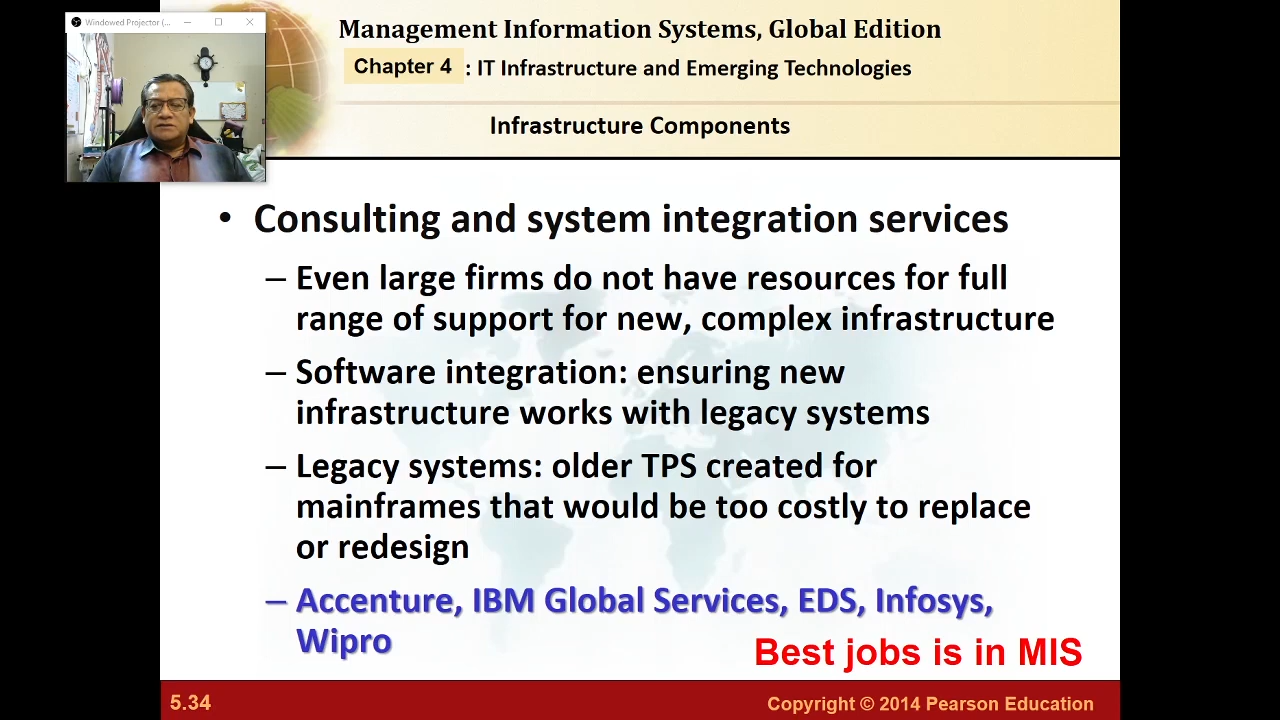 Windowed Projector (...
Management Information Systems, Global Edition
Chapter 4 : IT Infrastructure and Emerging Technologies
Infrastructure Components
• Consulting and system integration services
– Even large firms do not have resources for full
range of support for new, complex infrastructure
– Software integration: ensuring new
infrastructure works with legacy systems
– Legacy systems: older TPS created for
mainframes that would be too costly to replace
or redesign
– Accenture, IBM Global Services, EDS, Infosys,
Wipro
Best jobs is in MIS
5.34
Copyright © 2014 Pearson Education